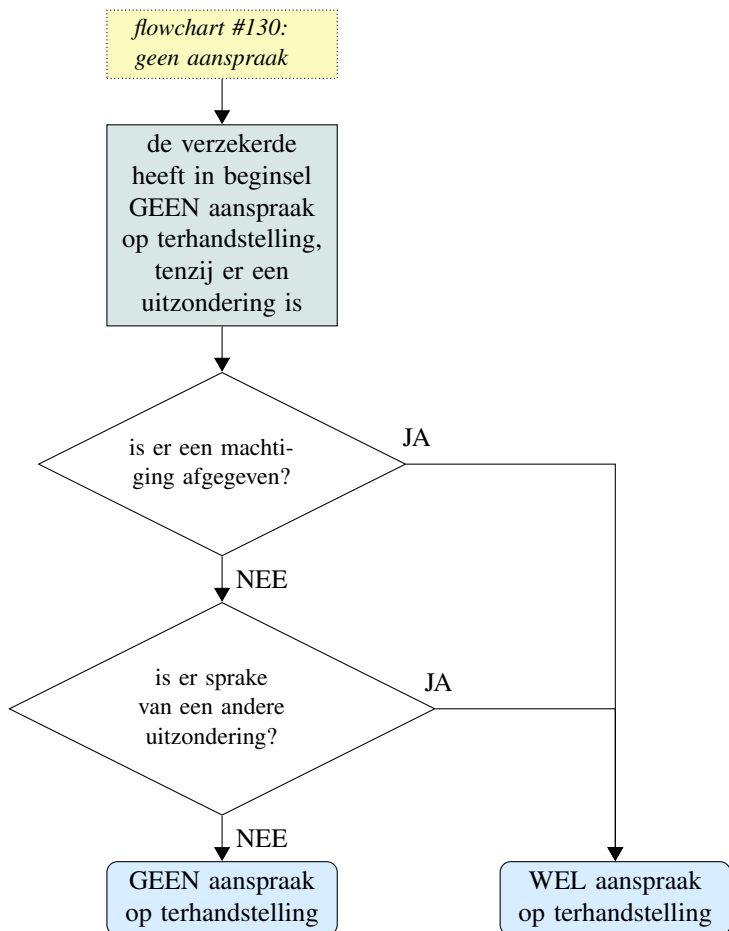 flowchart #130:
geen aanspraak
de verzekerde
heeft in beginsel
GEEN aanspraak
op terhandstelling,
tenzij er een
uitzondering is
is er een machti-
ging afgegeven?
JA
NEE
is er sprake
van een andere
uitzondering?
JA
NEE
GEEN aanspraak
op terhandstelling
WEL aanspraak
op terhandstelling